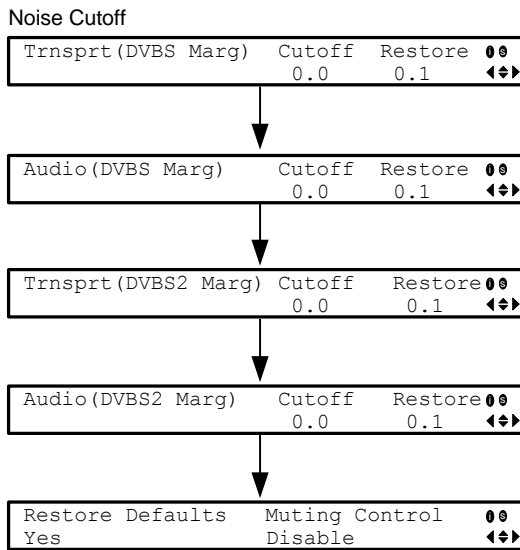 Noise Cutoff
Trnsprt(DVBS Marg) Cutoff Restore
0.0 0.1
Audio(DVBS Marg) Cutoff Restore
0.0 0.1
Trnsprt(DVBS2 Marg) Cutoff Restore
0.0 0.1
Audio(DVBS2 Marg) Cutoff Restore
0.0 0.1
Restore Defaults Muting Control
Yes Disable